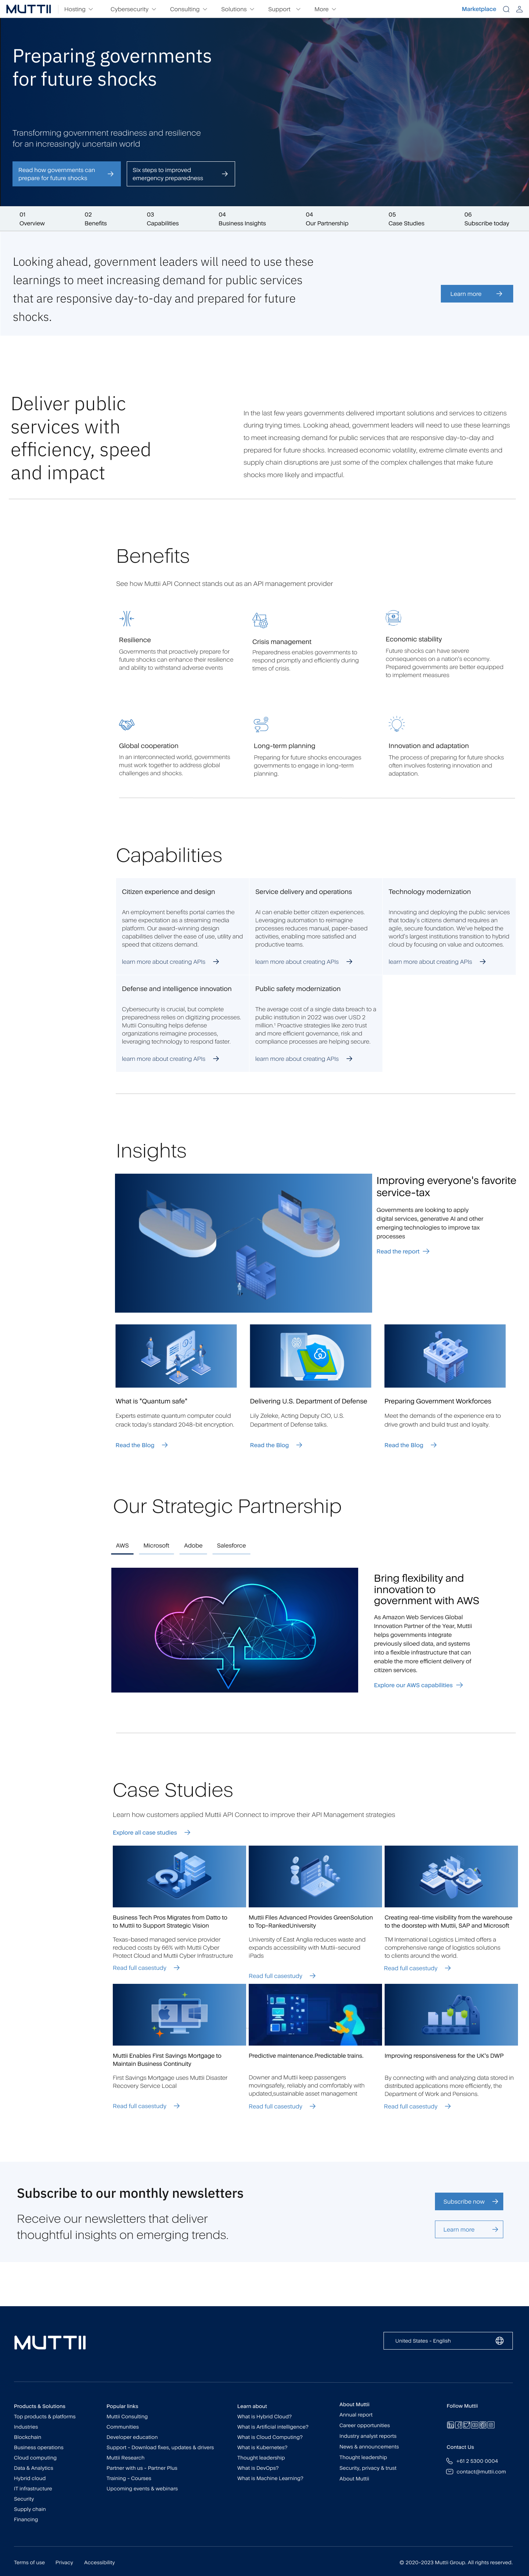 MUTTII
Hosting
Cybersecurity
Consulting
Solutions
Support
More
Marketplace
Preparing governments
for future shocks
Transforming government readiness and resilience
for an increasingly uncertain world
Read how governments can
prepare for future shocks
Six steps to improved
emergency preparedness
01
Overview
02
Benefits
03
Capabilities
04
Business Insights
04
Our Partnership
05
Case Studies
06
Subscribe today
Looking ahead, government leaders will need to use these
learnings to meet increasing demand for public services
that are responsive day-to-day and prepared for future
shocks.
Learn more
Deliver public
services with
efficiency, speed
and impact
In the last few years governments delivered important solutions and services to citizens
during trying times. Looking ahead, government leaders will need to use these learnings
to meet increasing demand for public services that are responsive day-to-day and
prepared for future shocks. Increased economic volatility, extreme climate events and
supply chain disruptions are just some of the complex challenges that make future
shocks more likely and impactful.
Benefits
See how Muttii API Connect stands out as an API management provider
Resilience
Governments that proactively prepare for
future shocks can enhance their resilience
and ability to withstand adverse events
Crisis management
Preparedness enables governments to
respond promptly and efficiently during
times of crisis.
Economic stability
Future shocks can have severe
consequences on a nation's economy.
Prepared governments are better equipped
to implement measures
Global cooperation
In an interconnected world, governments
must work together to address global
challenges and shocks.
Long-term planning
Preparing for future shocks encourages
governments to engage in long-term
planning.
Innovation and adaptation
The process of preparing for future shocks
often involves fostering innovation and
adaptation.
Capabilities
Citizen experience and design
An employment benefits portal carries the
same expectation as a streaming media
platform. Our award-winning design
capabilities deliver the ease of use, utility and
speed that citizens demand.
learn more about creating APIs
Service delivery and operations
AI can enable better citizen experiences.
Leveraging automation to reimagine
processes reduces manual, paper-based
activities, enabling more satisfied and
productive teams.
learn more about creating APIs
Technology modernization
Innovating and deploying the public services
that today's citizens demand requires an
agile, secure foundation. We've helped the
world's largest institutions transition to hybrid
cloud by focusing on value and outcomes.
learn more about creating APIs
Defense and intelligence innovation
Cybersecurity is crucial, but complete
preparedness relies on digitizing processes.
Muttii Consulting helps defense
organizations reimagine processes,
leveraging technology to respond faster.
learn more about creating APIs
Public safety modernization
The average cost of a single data breach to a
public institution in 2022 was over USD 2
million.¹ Proactive strategies like zero trust
and more efficient governance, risk and
compliance processes are helping secure.
learn more about creating APIs
Insights
Improving everyone's favorite
service-tax
Governments are looking to apply
digital services, generative AI and other
emerging technologies to improve tax
processes
Read the report
What is "Quantum safe"
Experts estimate quantum computer could
crack today's standard 2048-bit encryption.
Read the Blog
Delivering U.S. Department of Defense
Lily Zeleke, Acting Deputy CIO, U.S.
Department of Defense talks.
Read the Blog
Preparing Government Workforces
Meet the demands of the experience era to
drive growth and build trust and loyalty.
Read the Blog
Our Strategic Partnership
AWS
Microsoft
Adobe
Salesforce
Bring flexibility and
innovation to
government with AWS
As Amazon Web Services Global
Innovation Partner of the Year, Muttii
helps governments integrate
previously siloed data, and systems
into a flexible infrastructure that can
enable the more efficient delivery of
citizen services.
Explore our AWS capabilities
Case Studies
Learn how customers applied Muttii API Connect to improve their API Management strategies
Explore all case studies
Business Tech Pros Migrates from Datto to
to Muttii to Support Strategic Vision
Texas-based managed service provider
reduced costs by 66% with Muttii Cyber
Protect Cloud and Muttii Cyber Infrastructure
Read full casestudy
Muttii Files Advanced Provides GreenSolution
to Top-RankedUniversity
University of East Anglia reduces waste and
expands accessibility with Muttii-secured
iPads
Read full casestudy
Creating real-time visibility from the warehouse
to the doorstep with Muttii, SAP and Microsoft
TM International Logistics Limited offers a
comprehensive range of logistics solutions
to clients around the world.
Read full casestudy
Muttii Enables First Savings Mortgage to
Maintain Business Continuity
First Savings Mortgage uses Muttii Disaster
Recovery Service Local
Read full casestudy
Predictive maintenance.Predictable trains.
Downer and Muttii keep passengers
movingsafely, reliably and comfortably with
updated,sustainable asset management
Read full casestudy
Improving responsiveness for the UK's DWP
By connecting with and analyzing data stored in
distributed applications more efficiently, the
Department of Work and Pensions.
Read full casestudy
Subscribe to our monthly newsletters
Receive our newsletters that deliver
thoughtful insights on emerging trends.
Subscribe now
Learn more
MUTTII
United States - English
Products & Solutions
Top products & platforms
Industries
Blockchain
Business operations
Cloud computing
Data & Analytics
Hybrid cloud
IT infrastructure
Security
Supply chain
Financing
Popular links
Muttii Consulting
Communities
Developer education
Support - Download fixes, updates & drivers
Muttii Research
Partner with us - Partner Plus
Training - Courses
Upcoming events & webinars
Learn about
What is Hybrid Cloud?
What is Artificial Intelligence?
What is Cloud Computing?
What is Kubernetes?
Thought leadership
What is DevOps?
What is Machine Learning?
About Muttii
Annual report
Career opportunities
Industry analyst reports
News & announcements
Thought leadership
Security, privacy & trust
About Muttii
Follow Muttii
Contact Us
+61 2 5300 0004
contact@muttii.com
Terms of use
Privacy
Accessibility
© 2020-2023 Muttii Group. All rights reserved.